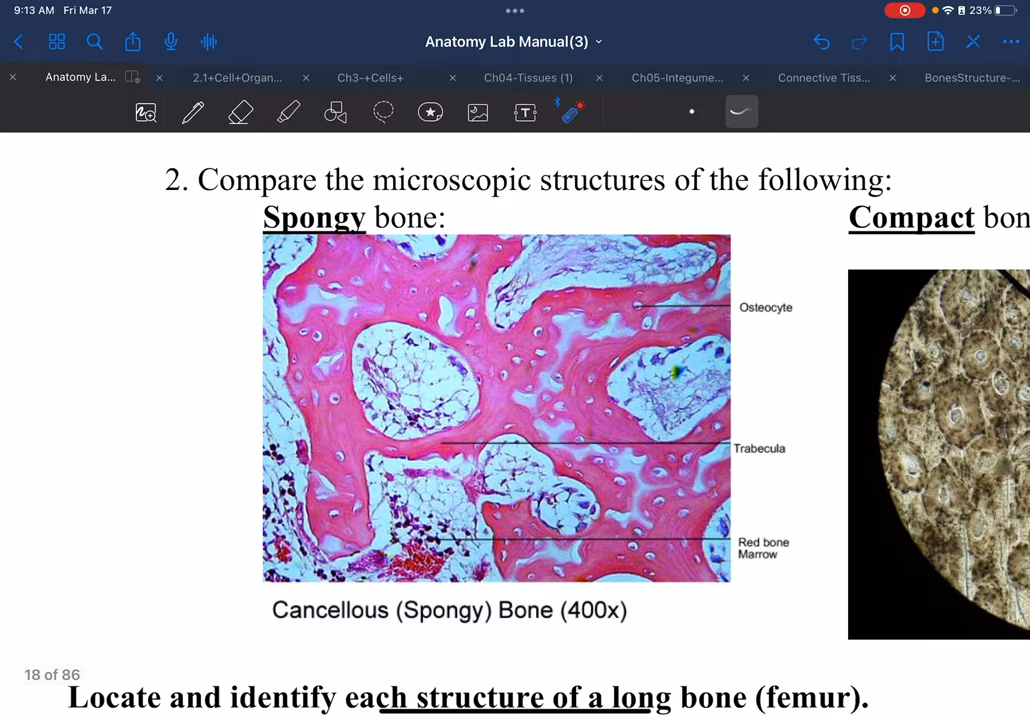 9:13 AM Fri Mar 17
23%
Anatomy Lab Manual(3)
Anatomy La...
2.1+Cell+Organ...
Ch3-+Cells+
Ch04-Tissues (1)
Ch05-Integume...
Connective Tiss...
BonesStructure-...
T
2. Compare the microscopic structures of the following:
Spongy bone:
Compact bon
Osteocyte
Trabecula
Red bone
Marrow
Cancellous (Spongy) Bone (400x)
18 of 86
Locate and identify each structure of a long bone (femur).